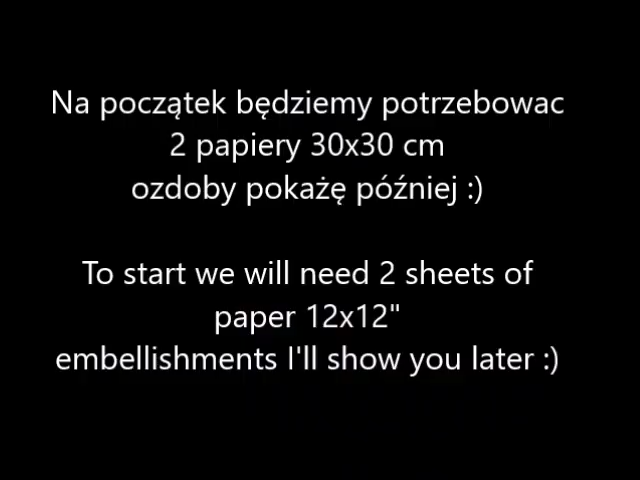 Na początek będziemy potrzebowac
2 papiery 30x30 cm
ozdoby pokażę później :)
To start we will need 2 sheets of
paper 12x12"
embellishments I'll show you later :)